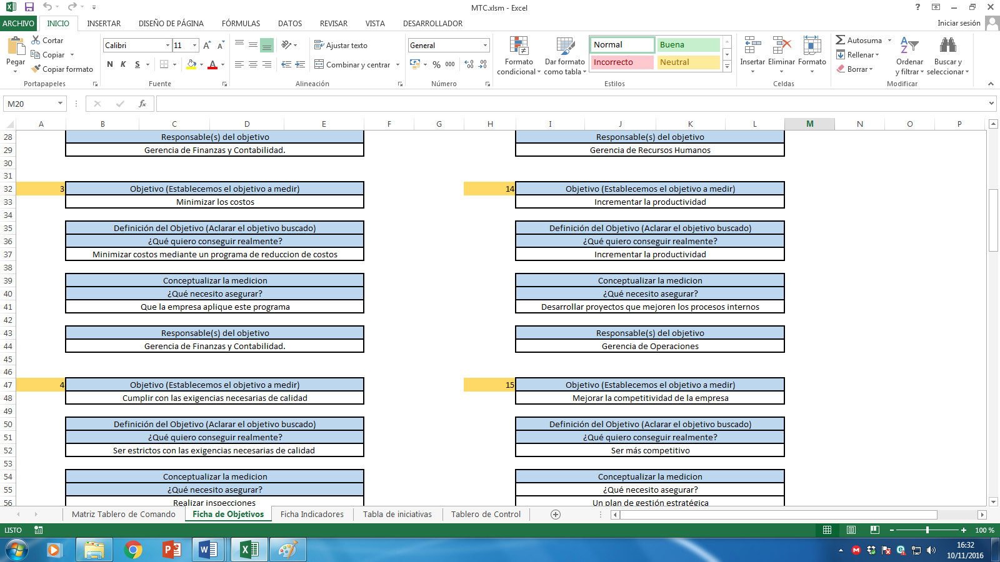 MTC.xlsm - Excel
ARCHIVO INICIO INSERTAR DISEÑO DE PÁGINA FÓRMULAS DATOS REVISAR VISTA DESARROLLADOR Iniciar sesión
Pegar
Cortar
Copiar
Copiar formato
Portapapeles
Calibri 11
N K S
Fuente
Ajustar texto
Combinar y centrar
Alineación
General
% 000
Número
Formato condicional
Dar formato como tabla
Normal Buena
Incorrecto Neutral
Estilos
Insertar Eliminar Formato
Celdas
Autosuma
Rellenar
Borrar
Ordenar y filtrar
Buscar y seleccionar
Modificar
M20
fx
A B C D E F G H I J K L M N O P
28 Responsable(s) del objetivo Responsable(s) del objetivo
29 Gerencia de Finanzas y Contabilidad. Gerencia de Recursos Humanos
30
31
32 3 Objetivo (Establecemos el objetivo a medir) 14 Objetivo (Establecemos el objetivo a medir)
33 Minimizar los costos Incrementar la productividad
34
35 Definición del Objetivo (Aclarar el objetivo buscado) Definición del Objetivo (Aclarar el objetivo buscado)
36 ¿Qué quiero conseguir realmente? ¿Qué quiero conseguir realmente?
37 Minimizar costos mediante un programa de reduccion de costos Incrementar la productividad
38
39 Conceptualizar la medicion Conceptualizar la medicion
40 ¿Qué necesito asegurar? ¿Qué necesito asegurar?
41 Que la empresa aplique este programa Desarrollar proyectos que mejoren los procesos internos
42
43 Responsable(s) del objetivo Responsable(s) del objetivo
44 Gerencia de Finanzas y Contabilidad. Gerencia de Operaciones
45
46
47 4 Objetivo (Establecemos el objetivo a medir) 15 Objetivo (Establecemos el objetivo a medir)
48 Cumplir con las exigencias necesarias de calidad Mejorar la competitividad de la empresa
49
50 Definición del Objetivo (Aclarar el objetivo buscado) Definición del Objetivo (Aclarar el objetivo buscado)
51 ¿Qué quiero conseguir realmente? ¿Qué quiero conseguir realmente?
52 Ser estrictos con las exigencias necesarias de calidad Ser más competitivo
53
54 Conceptualizar la medicion Conceptualizar la medicion
55 ¿Qué necesito asegurar? ¿Qué necesito asegurar?
56 Realizar inspecciones Un plan de gestión estratégica
Matriz Tablero de Comando Ficha de Objetivos Ficha Indicadores Tabla de iniciativas Tablero de Control
LISTO 100 %
16:32
10/11/2016